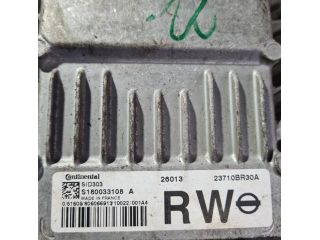 Continental
SID303
S180033108 A
MADE IN FRANCE
26013 23710BR30A
RW